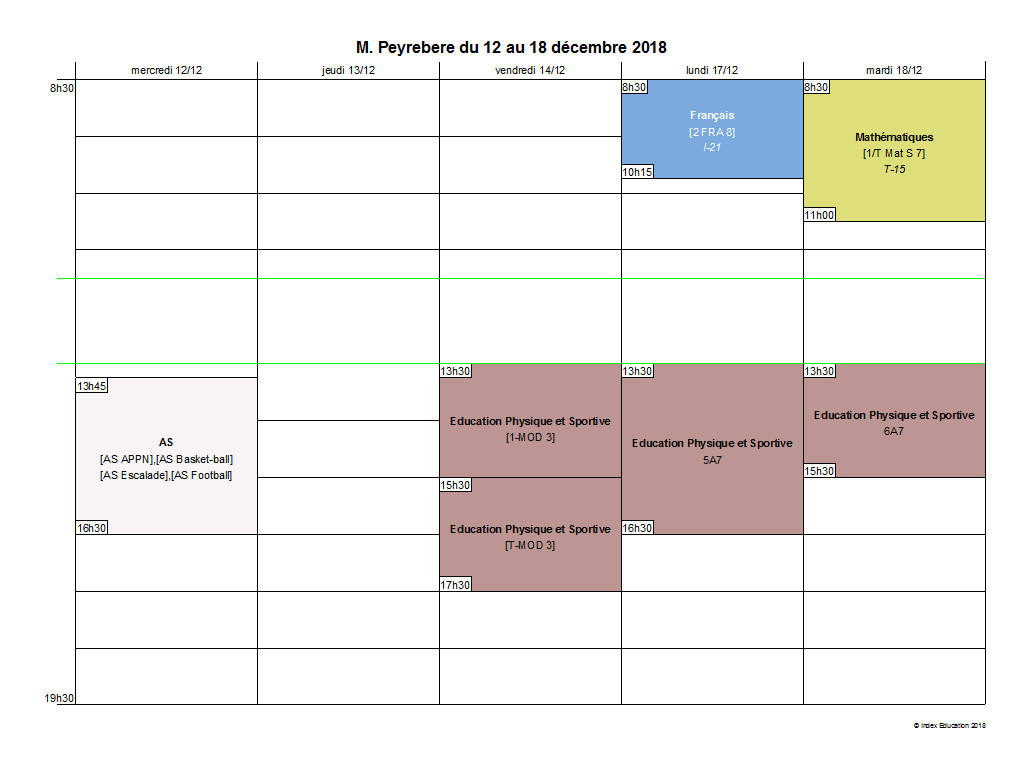 M. Peyrebere du 12 au 18 décembre 2018
mercredi 12/12
jeudi 13/12
vendredi 14/12
lundi 17/12
mardi 18/12
8h30
8h30
Français
[2 FRA 8]
I-21
10h15
8h30
Mathématiques
[1/T Mat S 7]
T-15
11h00
13h45
AS
[AS APPN],[AS Basket-ball]
[AS Escalade],[AS Football]
16h30
13h30
Education Physique et Sportive
[1-MOD 3]
15h30
Education Physique et Sportive
[T-MOD 3]
17h30
13h30
Education Physique et Sportive
5A7
16h30
13h30
Education Physique et Sportive
6A7
15h30
19h30
© Index Education 2018